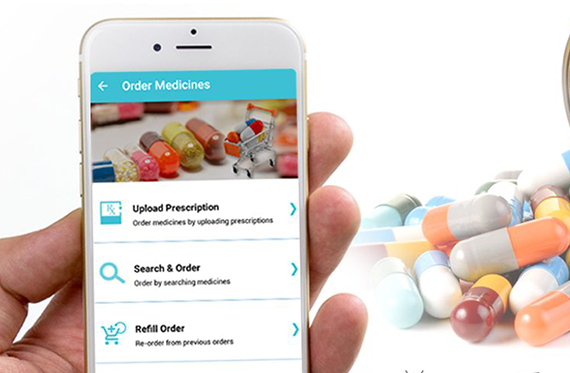 Order Medicines
Upload Prescription
Order medicines by uploading prescriptions
Search & Order
Order by searching medicines
Refill Order
Re-order from previous orders